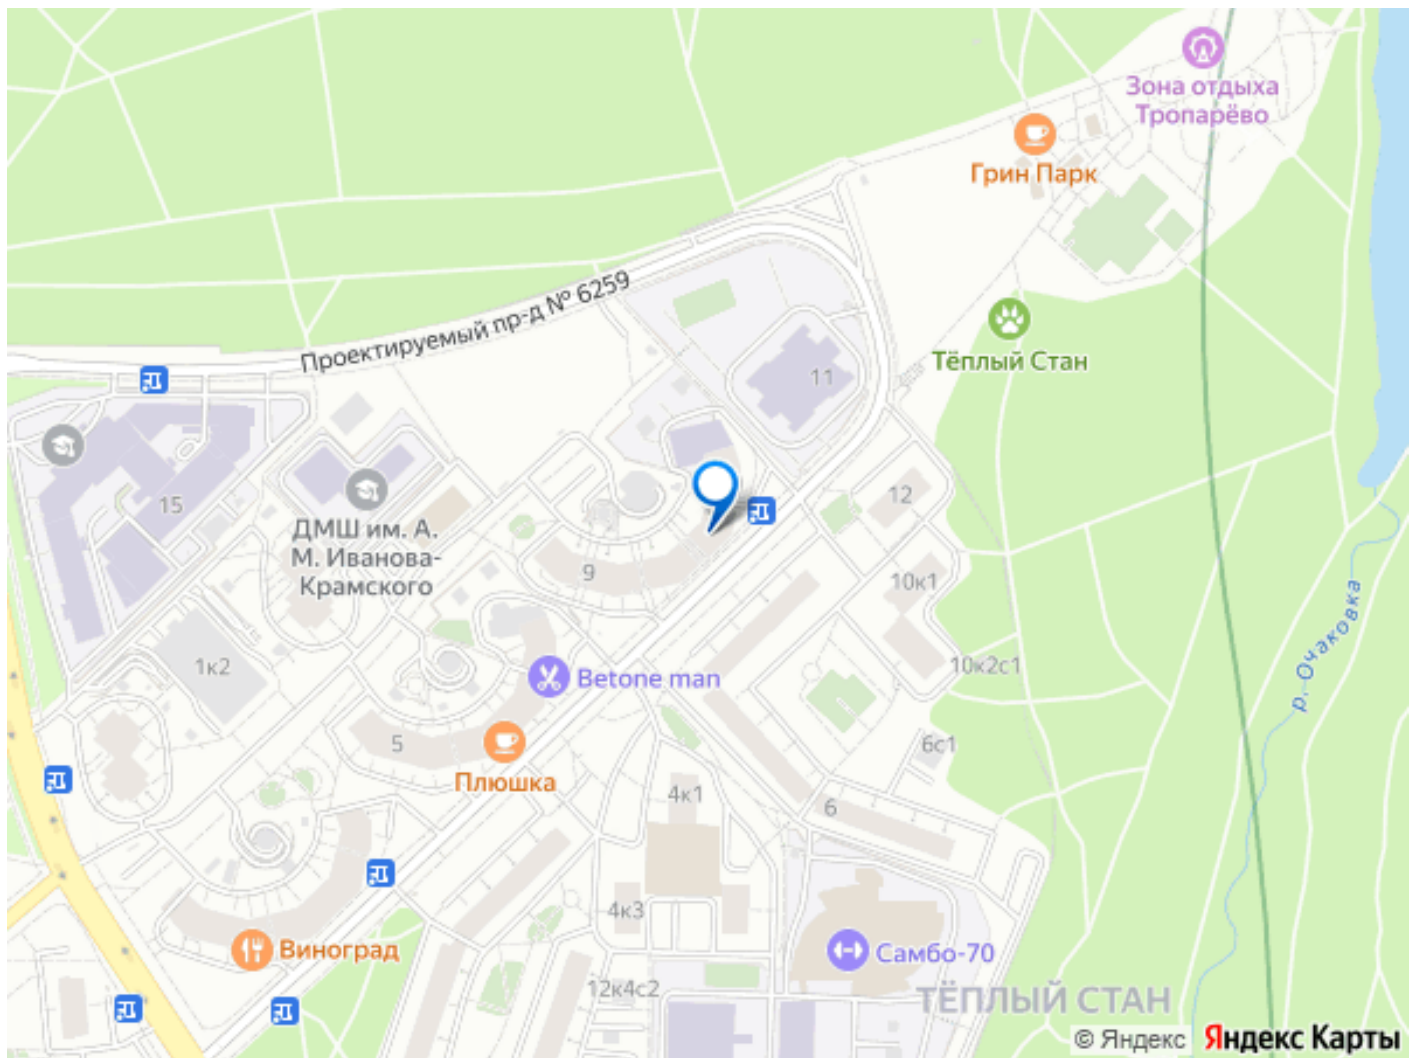 Зона отдыха
Тропарёво
Грин Парк
Проектируемый пр-д № 6259
Тёплый Стан
11
12
15
ДМШ им. А.
М. Иванова-
Крамского
9
10к1
р. Очаковка
1к2
10к2с1
Betone man
5
6с1
Плюшка
4к1
6
4к3
Виноград
Самбо-70
12к4с2
ТЁПЛЫЙ СТАН
© Яндекс Яндекс Карты